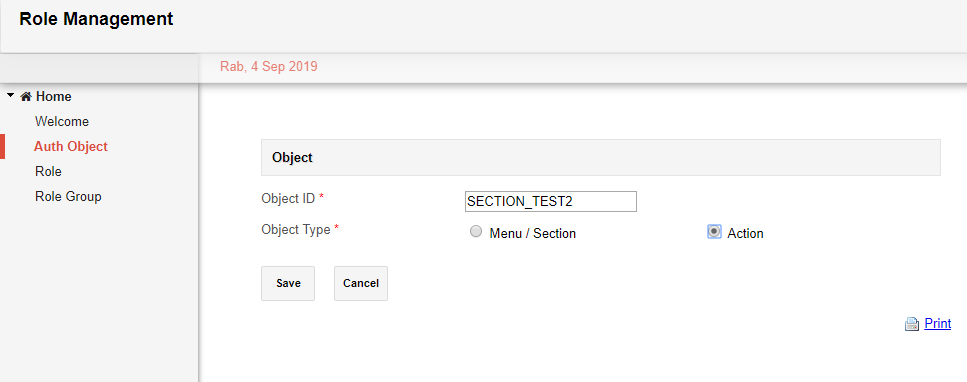 Role Management
Rab, 4 Sep 2019
Home
Welcome
Auth Object
Role
Role Group
Object
Object ID *
SECTION_TEST2
Object Type *
Menu / Section
Action
Save
Cancel
Print